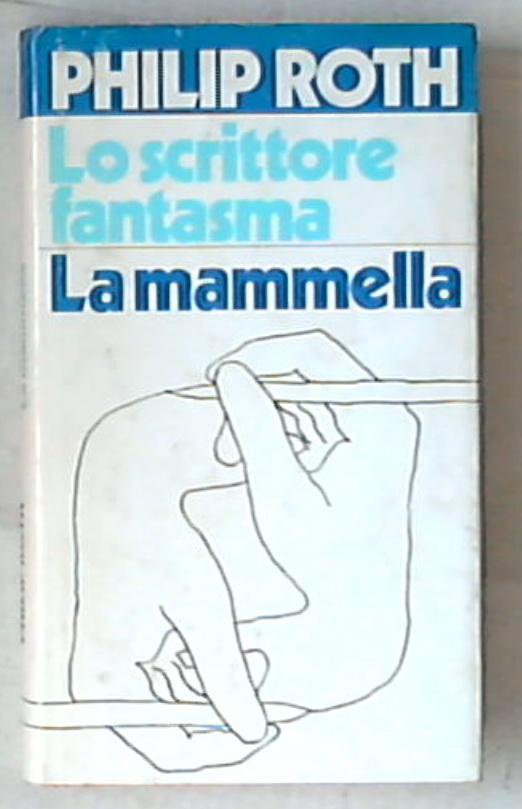 PHILIP ROTH
Lo scrittore
fantasma
La mammella